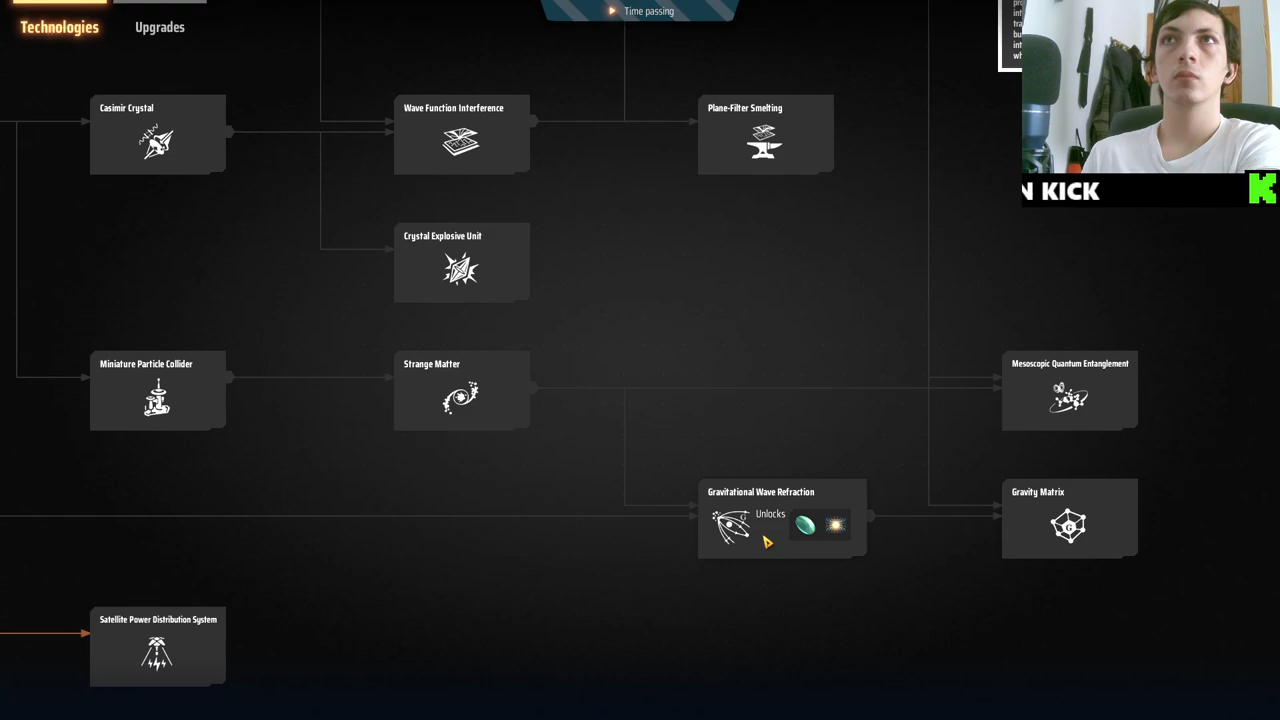 Technologies
Upgrades
Time passing
Casimir Crystal
Wave Function Interference
Plane-Filter Smelting
N KICK
Crystal Explosive Unit
Miniature Particle Collider
Strange Matter
Mesoscopic Quantum Entanglement
Gravitational Wave Refraction
Unlocks
Gravity Matrix
Satellite Power Distribution System